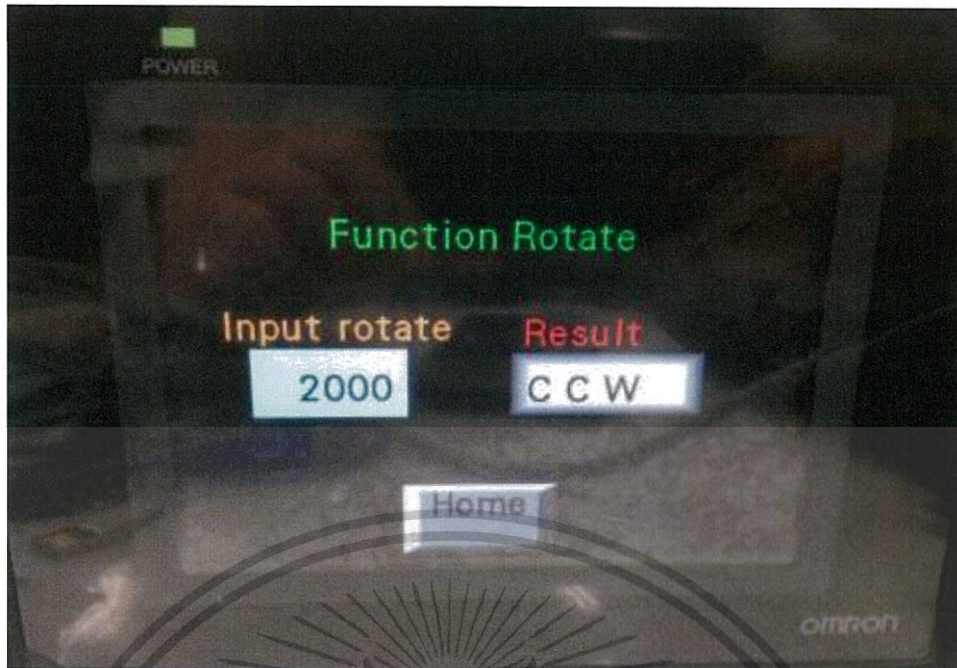 POWER
Function Rotate
Input rotate Result
2000 CCW
Home
OMRON